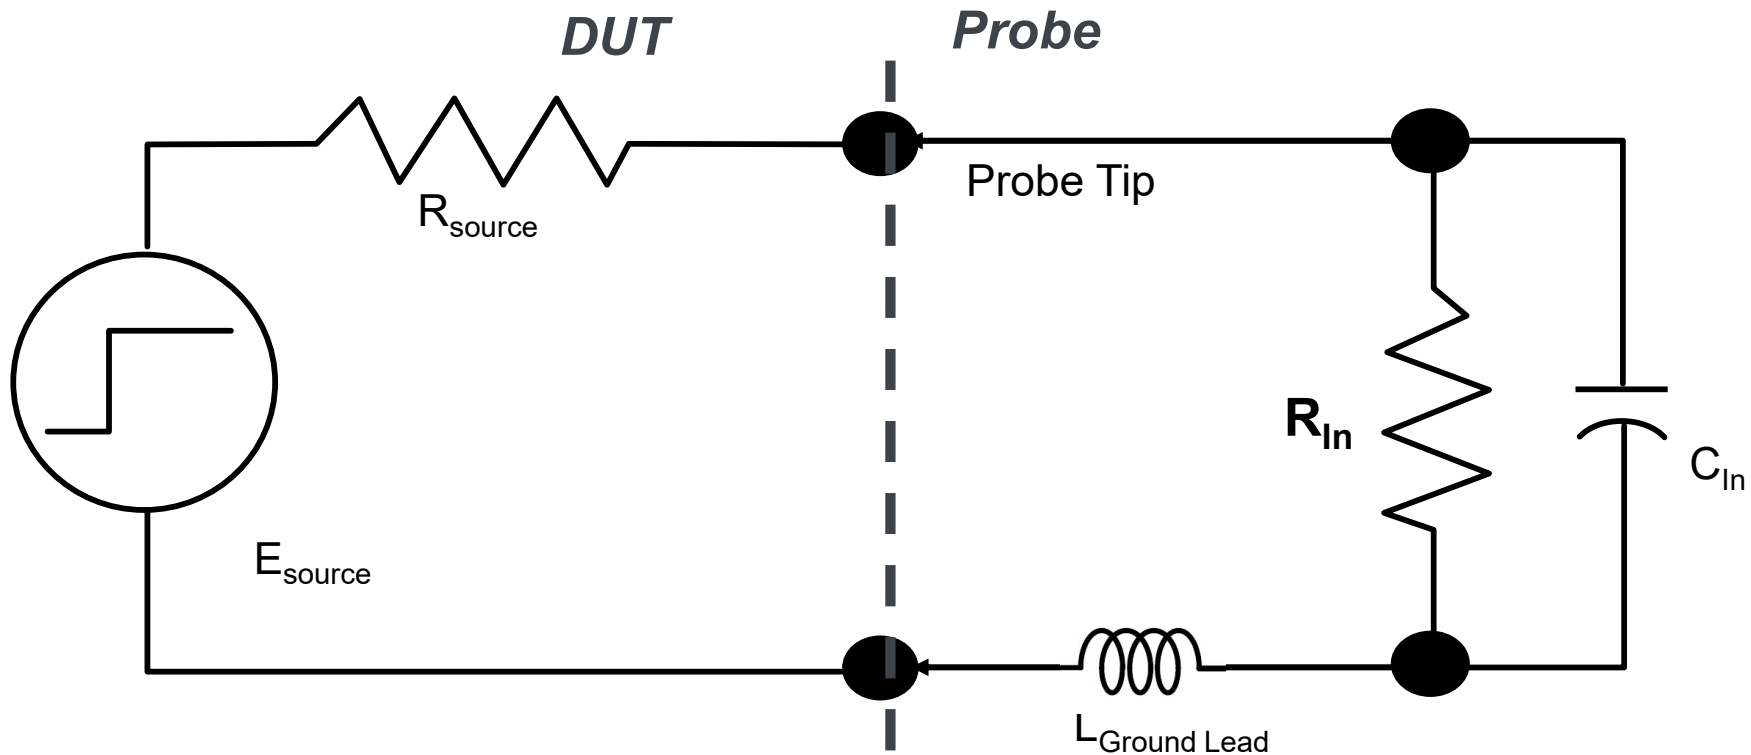 DUT
Probe
Probe Tip
Rsource
RIn
CIn
Esource
LGround Lead